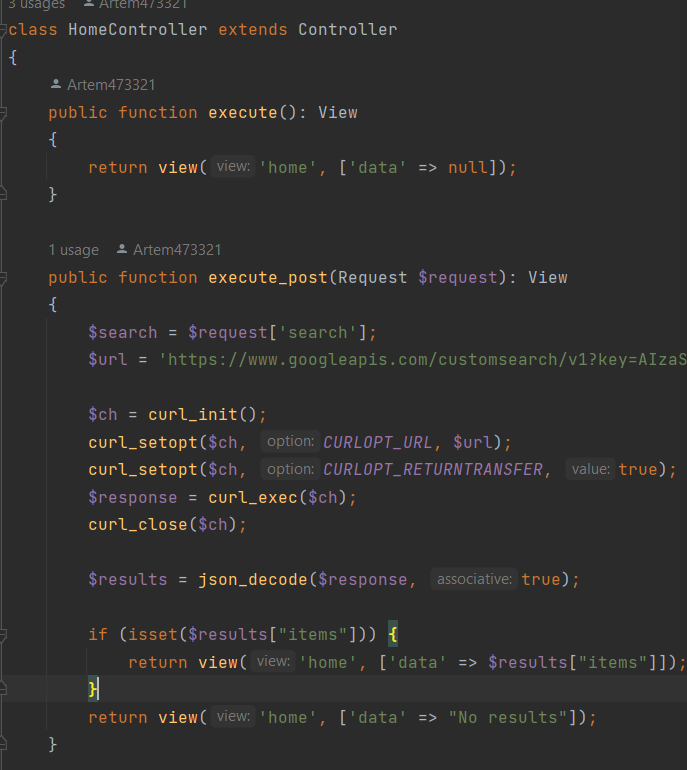 3 usages Artem473321
class HomeController extends Controller
{
Artem473321
public function execute(): View
{
return view( view: 'home', ['data' => null]);
}
1 usage Artem473321
public function execute_post(Request $request): View
{
$search = $request['search'];
$url = 'https://www.googleapis.com/customsearch/v1?key=AIzaS
$ch = curl_init();
curl_setopt($ch, option: CURLOPT_URL, $url);
curl_setopt($ch, option: CURLOPT_RETURNTRANSFER, value: true);
$response = curl_exec($ch);
curl_close($ch);
$results = json_decode($response, associative: true);
if (isset($results["items"])) {
return view( view: 'home', ['data' => $results["items"]]);
}
return view( view: 'home', ['data' => "No results"]);
}